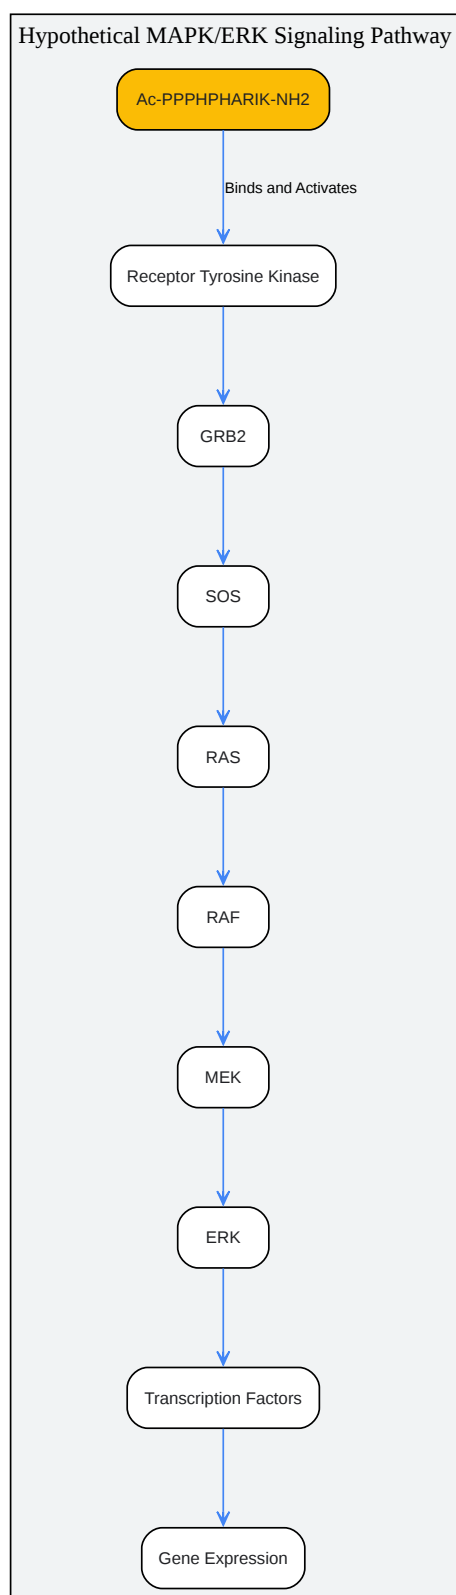 Hypothetical MAPK/ERK Signaling Pathway
Ac-PPPHPHARIK-NH2
Binds and Activates
Receptor Tyrosine Kinase
GRB2
SOS
RAS
RAF
MEK
ERK
Transcription Factors
Gene Expression